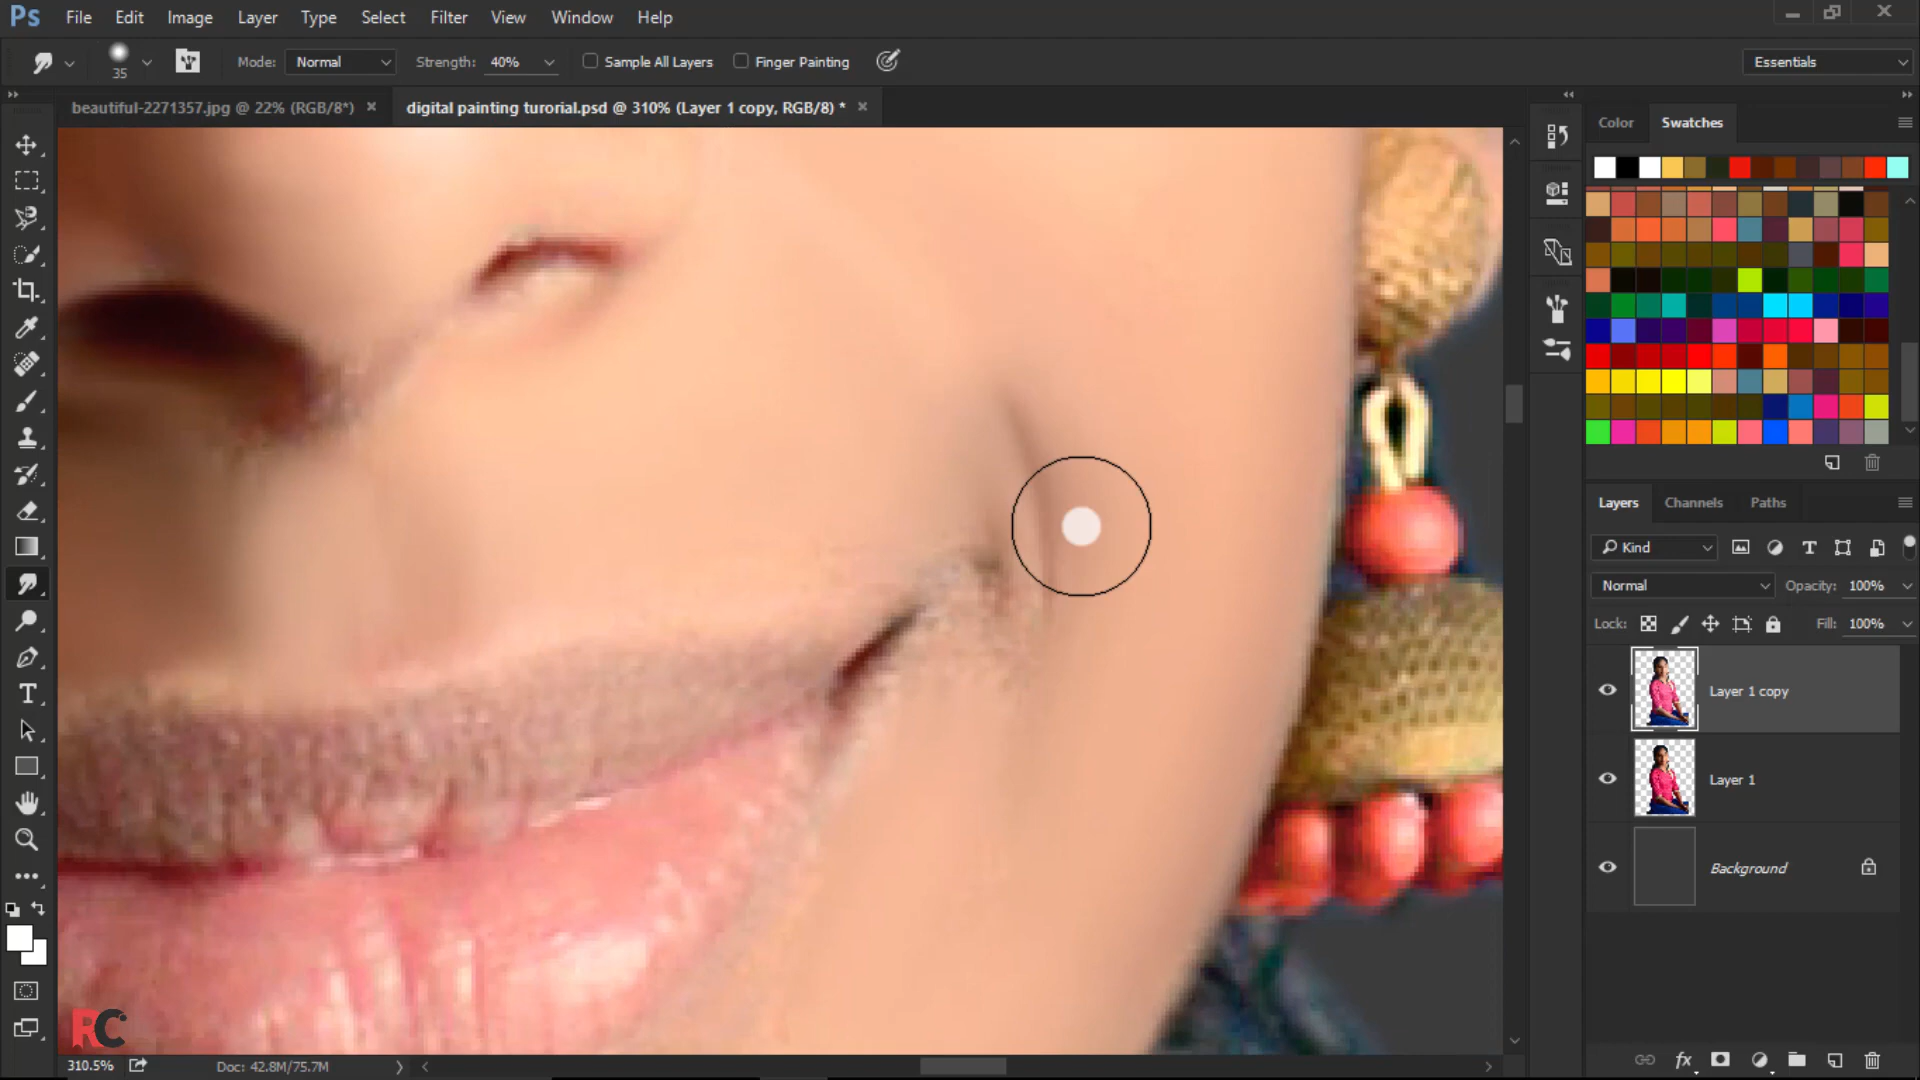 Ps File Edit Image Layer Type Select Filter View Window Help
35 Mode: Normal Strength: 40% Sample All Layers Finger Painting Essentials
beautiful-2271357.jpg @ 22% (RGB/8*) × digital painting turorial.psd @ 310% (Layer 1 copy, RGB/8) * ×
Color Swatches
Layers Channels Paths
Kind
Normal Opacity: 100%
Lock: Fill: 100%
Layer 1 copy
Layer 1
Background
RC
310.5% Doc: 42.8M/75.7M
fx